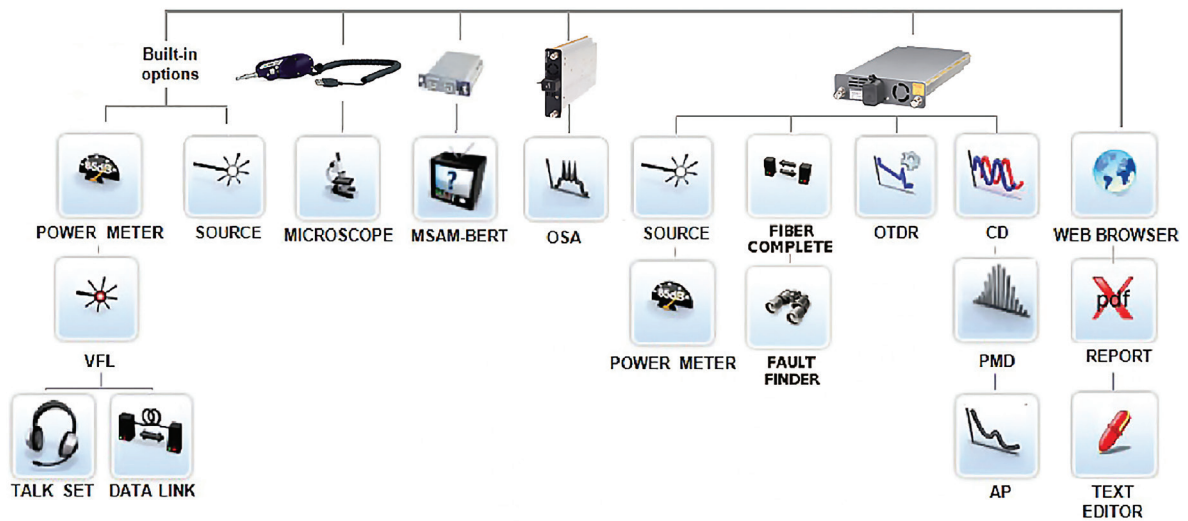 Built-in
options
POWER METER
SOURCE
MICROSCOPE
MSAM-BERT
OSA
SOURCE
FIBER
COMPLETE
OTDR
CD
WEB BROWSER
?
pdf
VFL
POWER METER
FAULT
FINDER
PMD
REPORT
TALK SET
DATA LINK
AP
TEXT
EDITOR